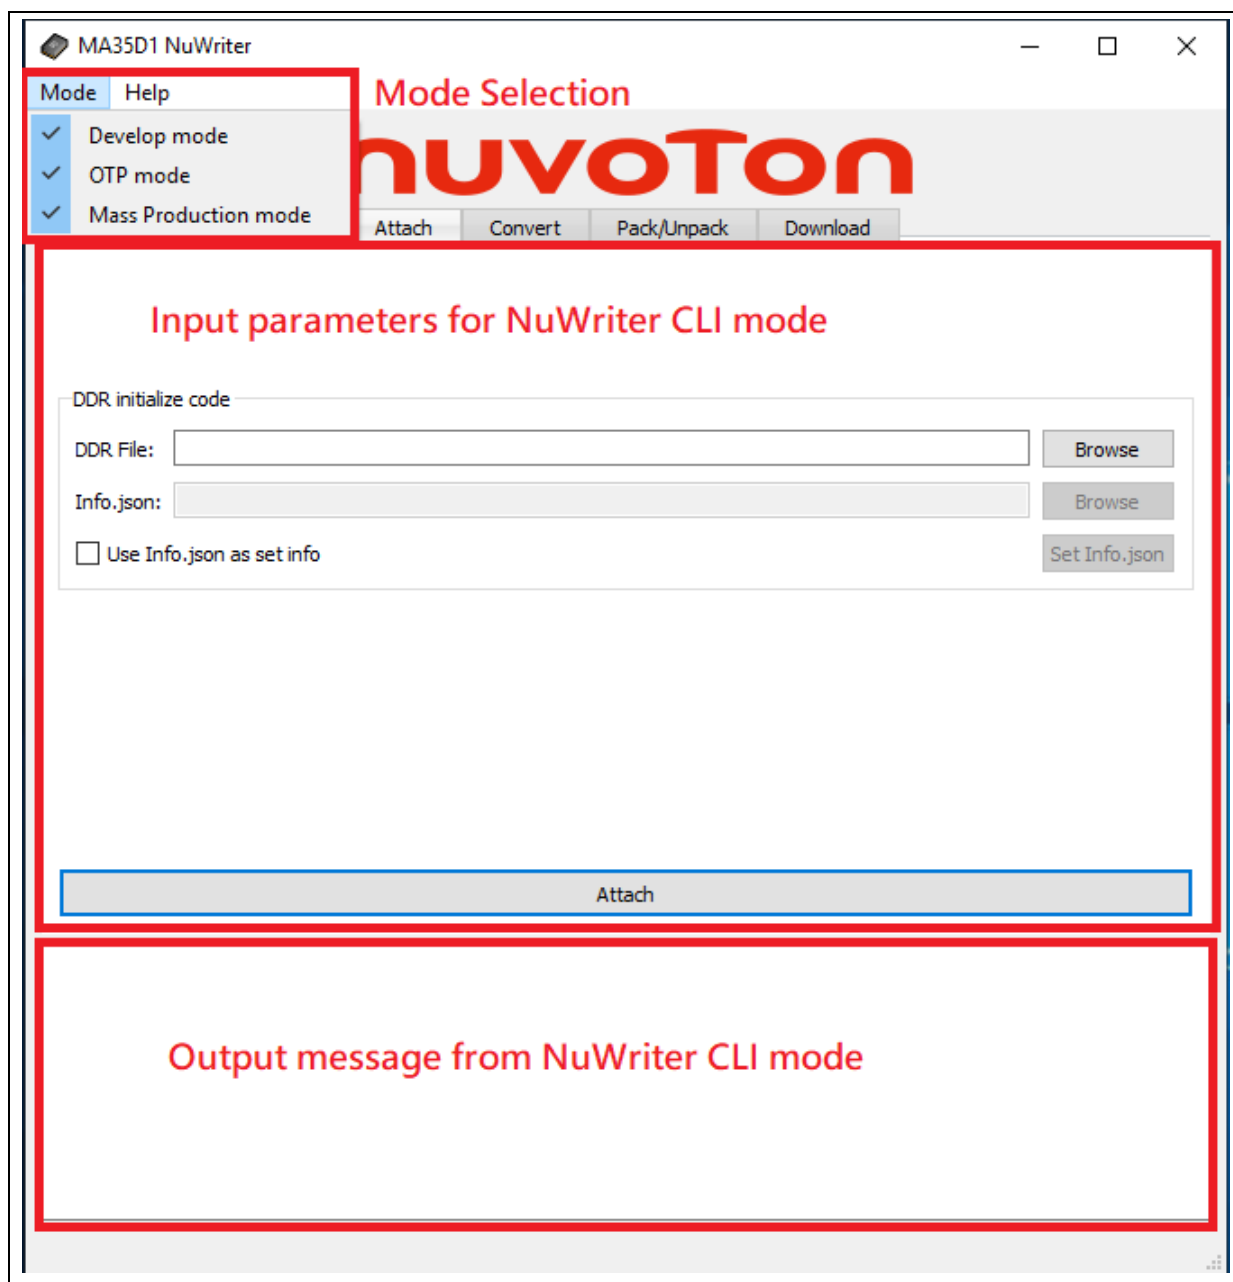 MA35D1 NuWriter
Mode Help
Mode Selection
Develop mode
OTP mode
Mass Production mode
nuvoTon
Attach Convert Pack/Unpack Download
Input parameters for NuWriter CLI mode
DDR initialize code
DDR File: Browse
Info.json: Browse
Use Info.json as set info Set Info.json
Attach
Output message from NuWriter CLI mode